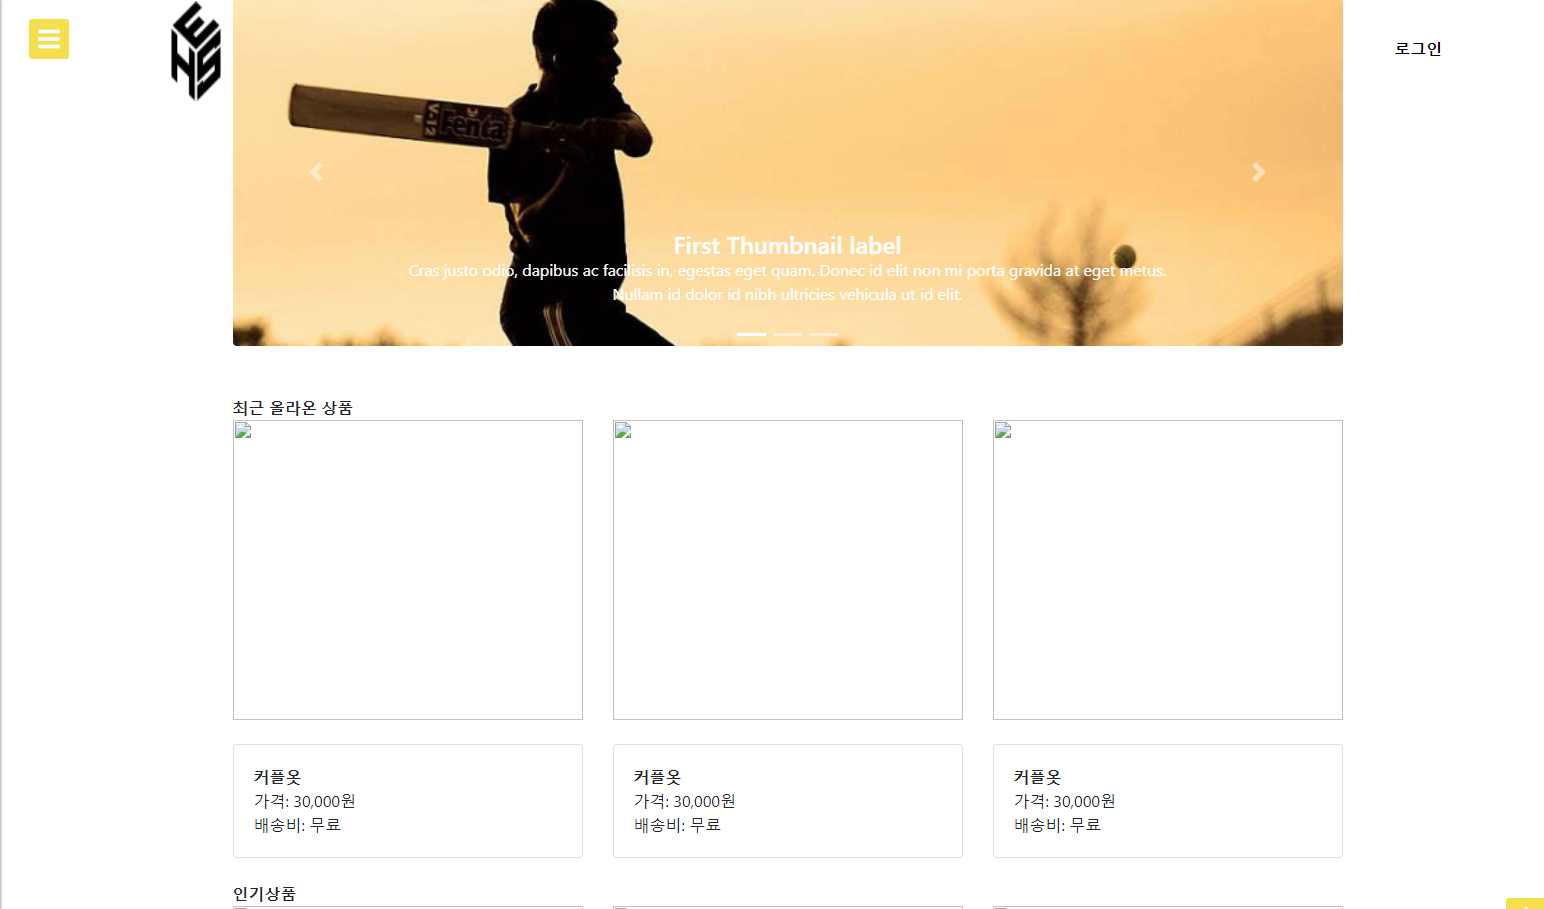 로그인
Fenta
V-12
First Thumbnail label
Cras justo odio, dapibus ac facilisis in, egestas eget quam. Donec id elit non mi porta gravida at eget metus.
Nullam id dolor id nibh ultricies vehicula ut id elit.
최근 올라온 상품
커플옷
가격: 30,000원
배송비: 무료
커플옷
가격: 30,000원
배송비: 무료
커플옷
가격: 30,000원
배송비: 무료
인기상품